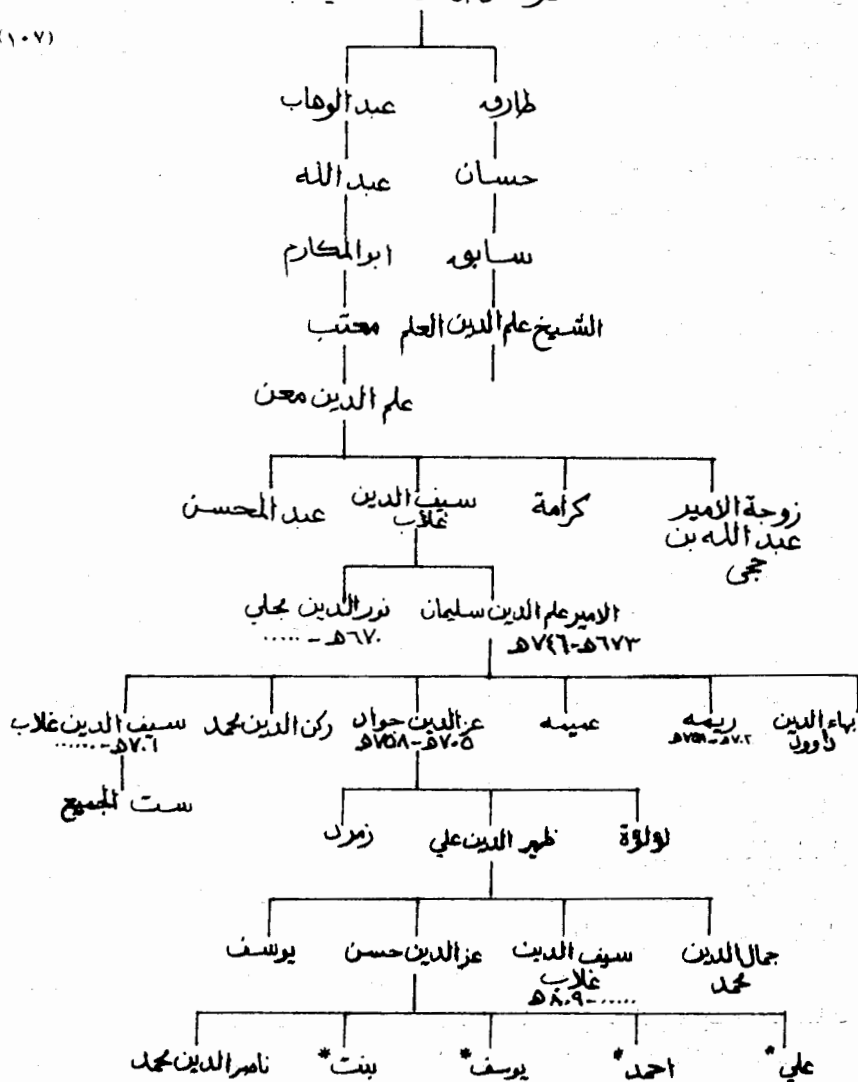 (١٠٧)
طارق عبد الوهاب
حسان عبد الله
سابق ابو المكارم
الشيخ علم الدين العلم معتب
علم الدين معن
زوجة الامير عبد الله بن حجى
كرامة
سيف الدين غلاب
عبد المحسن
الامير علم الدين سليمان
٦٧٣هـ-٧٤٦هـ
نور الدين مجلي
٦٧٠هـ - .....
بهاء الدين داوود
ريمه
عميمه
عز الدين جواد
٧٠٥هـ-٧٥٨هـ
ركن الدين محمد
سيف الدين غلاب
٧٠٦هـ-......
ست الجميع
لؤلؤة
ظهير الدين علي
زمرد
جمال الدين محمد
سيف الدين غلاب
.....-٨٠٩هـ
عز الدين حسن
يوسف
علي*
احمد*
يوسف*
بنت*
ناصر الدين محمد